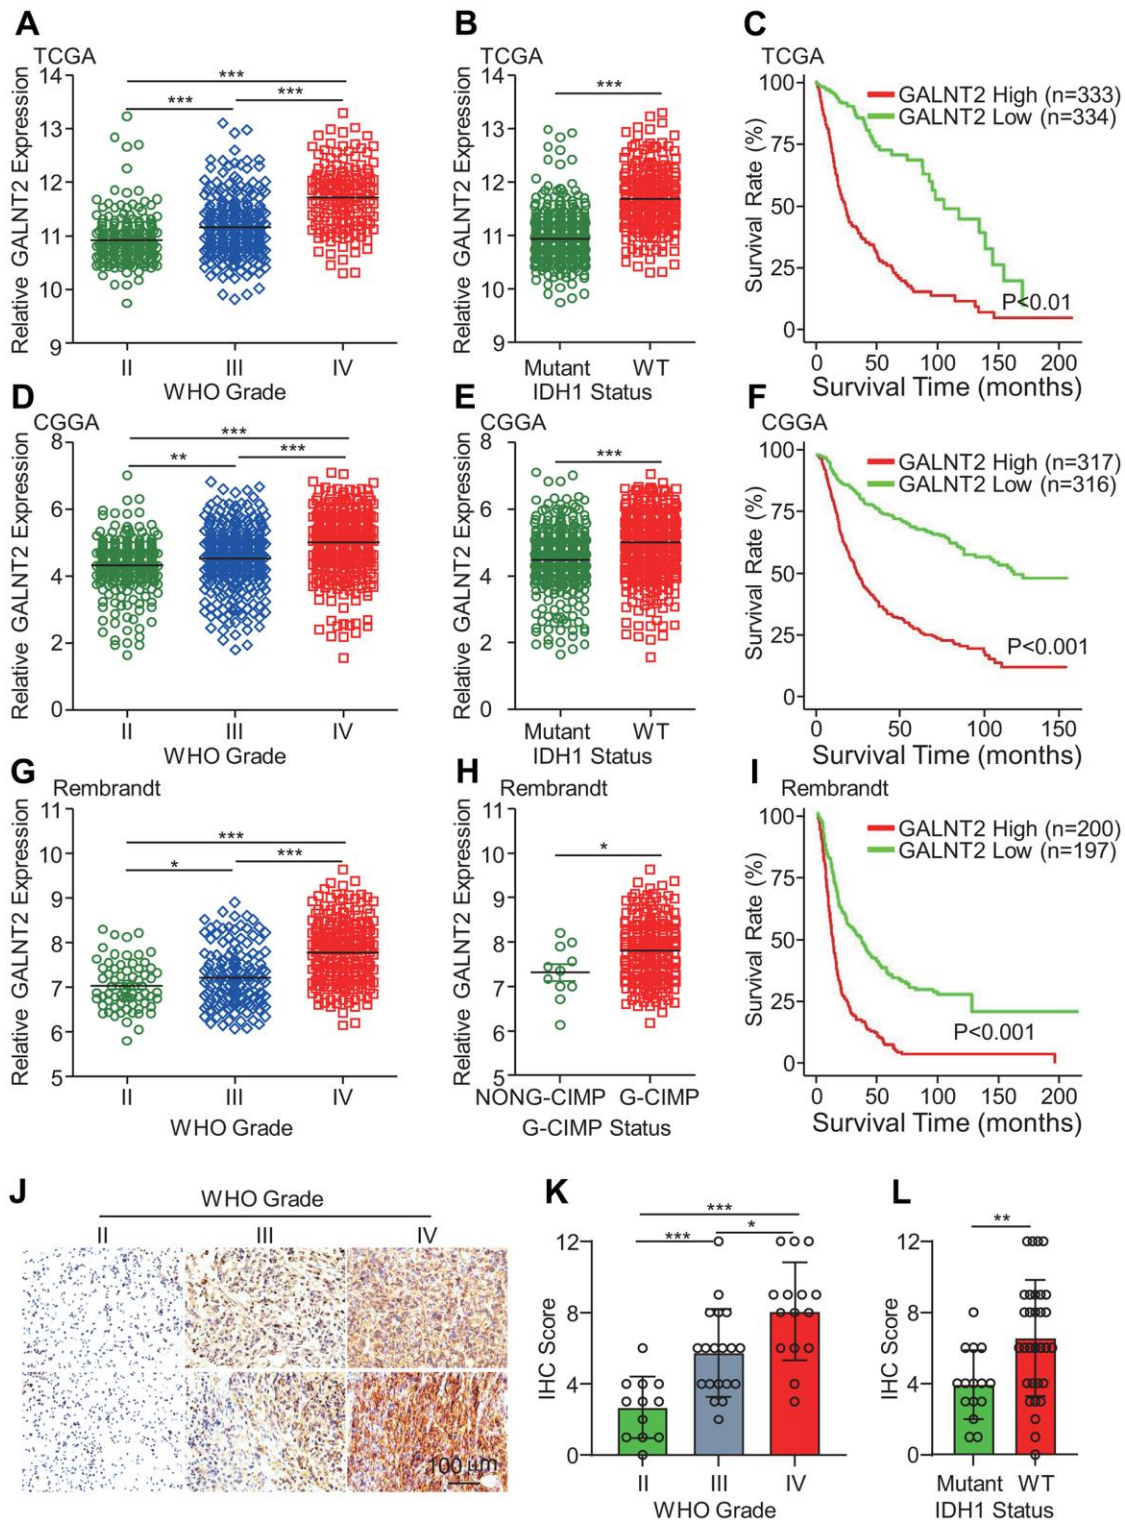 A
TCGA
Relative GALNT2 Expression
14
13
12
11
10
9
***
***
***
II
III
IV
WHO Grade
B
TCGA
Relative GALNT2 Expression
14
13
12
11
10
9
***
Mutant
WT
IDH1 Status
C
TCGA
Survival Rate (%)
100
75
50
25
0
GALNT2 High (n=333)
GALNT2 Low (n=334)
P<0.01
0
50
100
150
200
Survival Time (months)
D
CGGA
Relative GALNT2 Expression
8
6
4
2
0
***
**
***
II
III
IV
WHO Grade
E
CGGA
Relative GALNT2 Expression
8
6
4
2
0
***
Mutant
WT
IDH1 Status
F
CGGA
Survival Rate (%)
100
75
50
25
0
GALNT2 High (n=317)
GALNT2 Low (n=316)
P<0.001
0
50
100
150
Survival Time (months)
G
Rembrandt
Relative GALNT2 Expression
11
10
9
8
7
6
5
***
*
***
II
III
IV
WHO Grade
H
Rembrandt
Relative GALNT2 Expression
11
10
9
8
7
6
5
*
NONG-CIMP
G-CIMP
G-CIMP Status
I
Rembrandt
Survival Rate (%)
100
75
50
25
0
GALNT2 High (n=200)
GALNT2 Low (n=197)
P<0.001
0
50
100
150
200
Survival Time (months)
J
WHO Grade
II
III
IV
100 μm
K
IHC Score
12
8
4
0
***
***
*
II
III
IV
WHO Grade
L
IHC Score
12
8
4
0
**
Mutant
WT
IDH1 Status